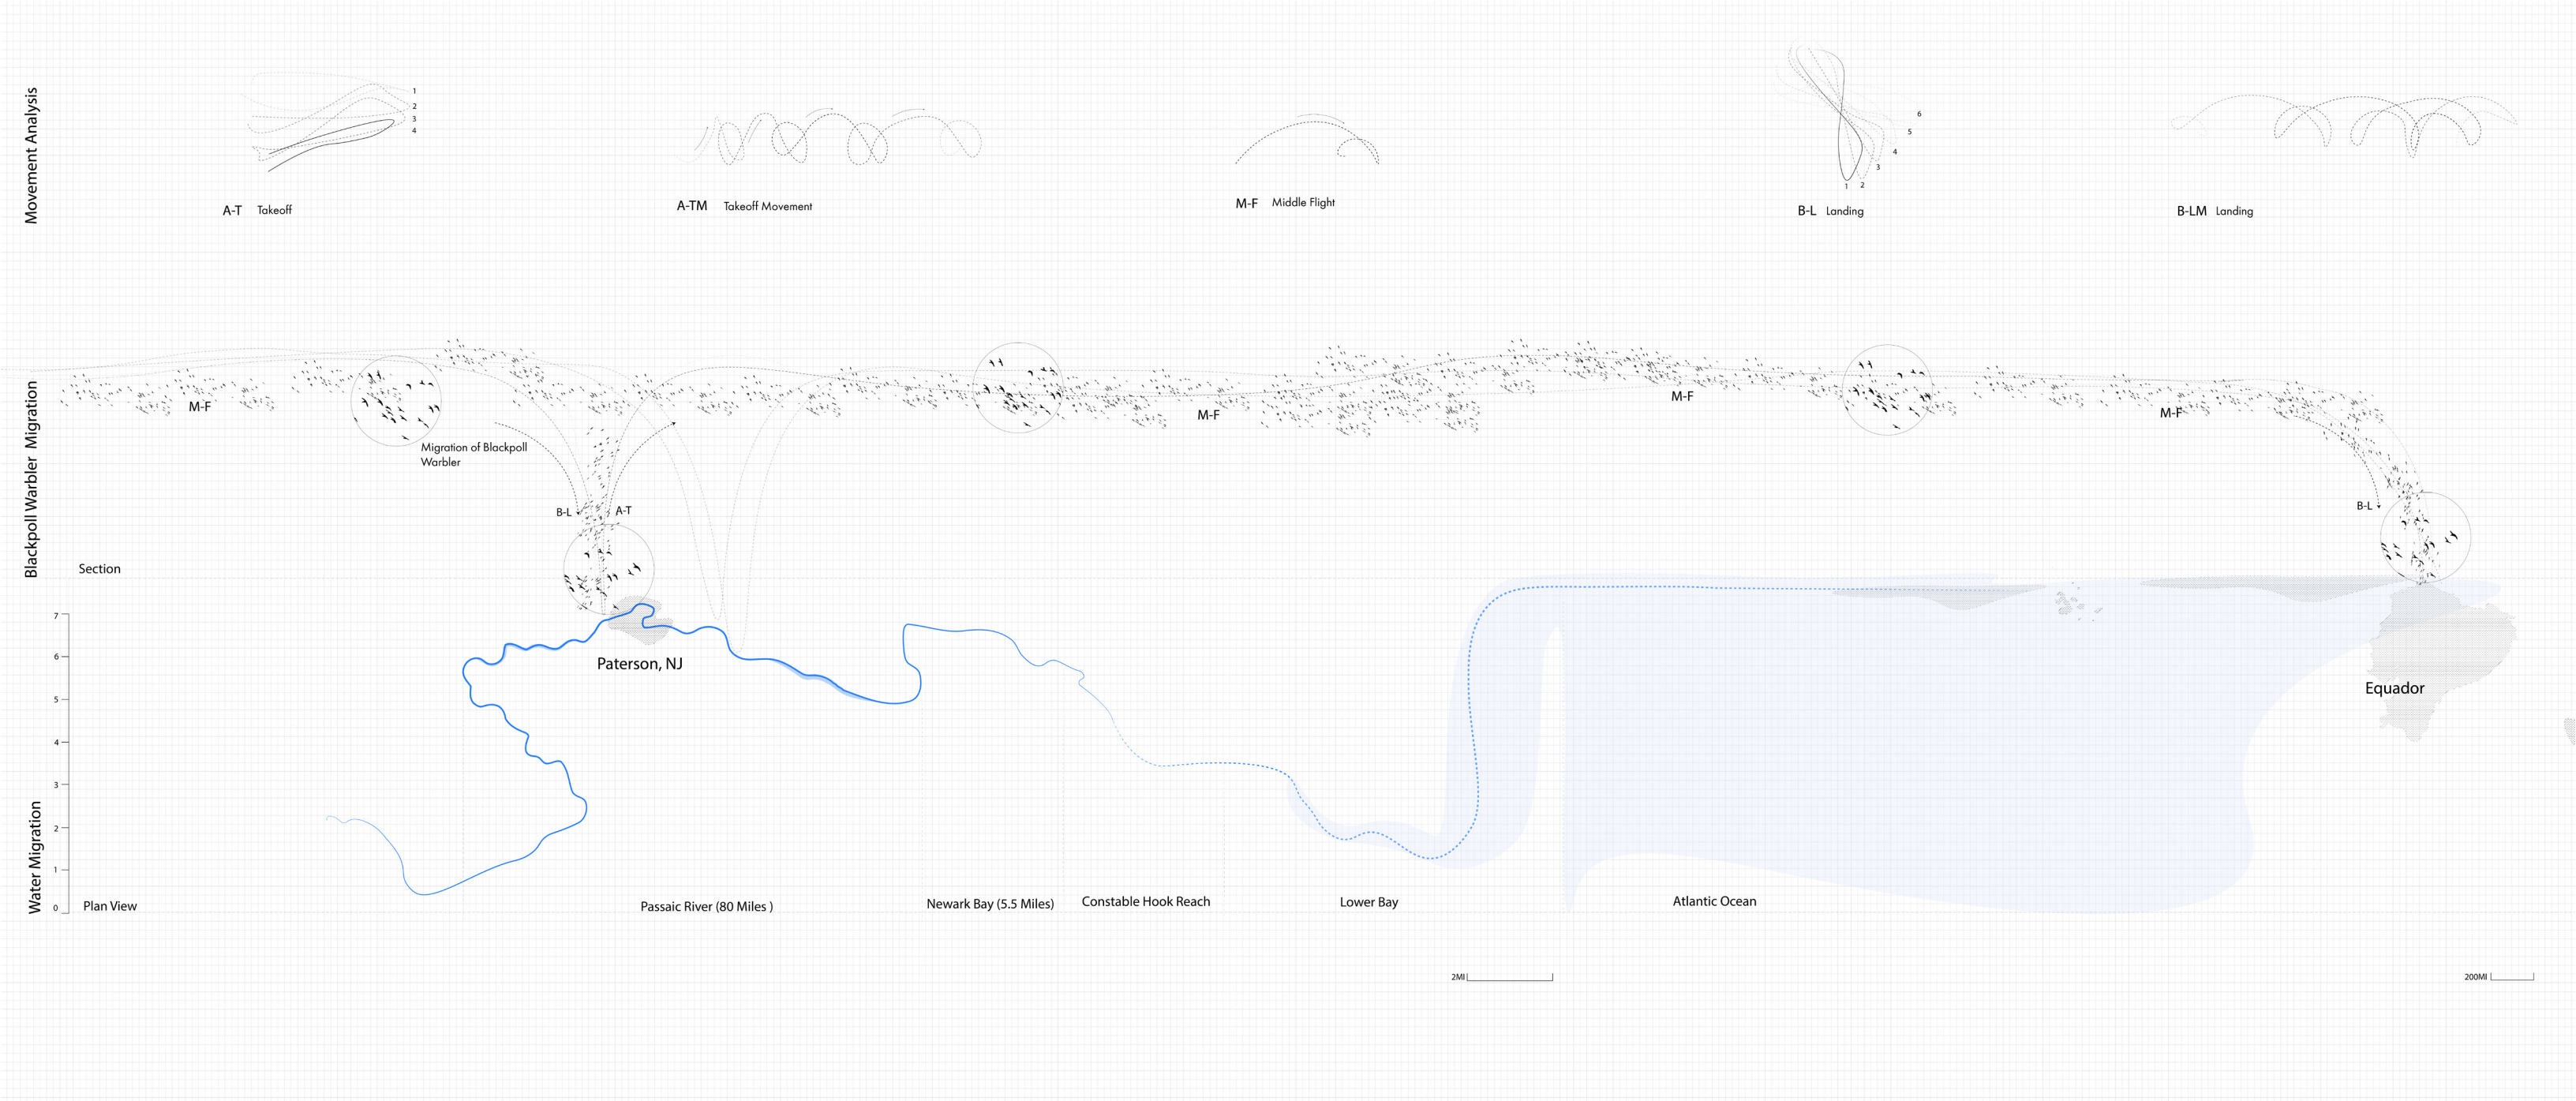 Movement Analysis
1
2
3
4
A-T Takeoff
A-TM Takeoff Movement
M-F Middle Flight
6
5
4
3
2
1
B-L Landing
B-LM Landing
Blackpoll Warbler Migration
M-F
Migration of Blackpoll
Warbler
M-F
M-F
M-F
B-L
A-T
B-L
Section
Water Migration
7
6
5
4
3
2
1
0
Paterson, NJ
Equador
Plan View
Passaic River (80 Miles )
Newark Bay (5.5 Miles)
Constable Hook Reach
Lower Bay
Atlantic Ocean
2MI
200MI